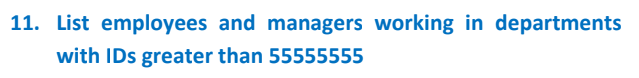 11. List employees and managers working in departments
with IDs greater than 55555555